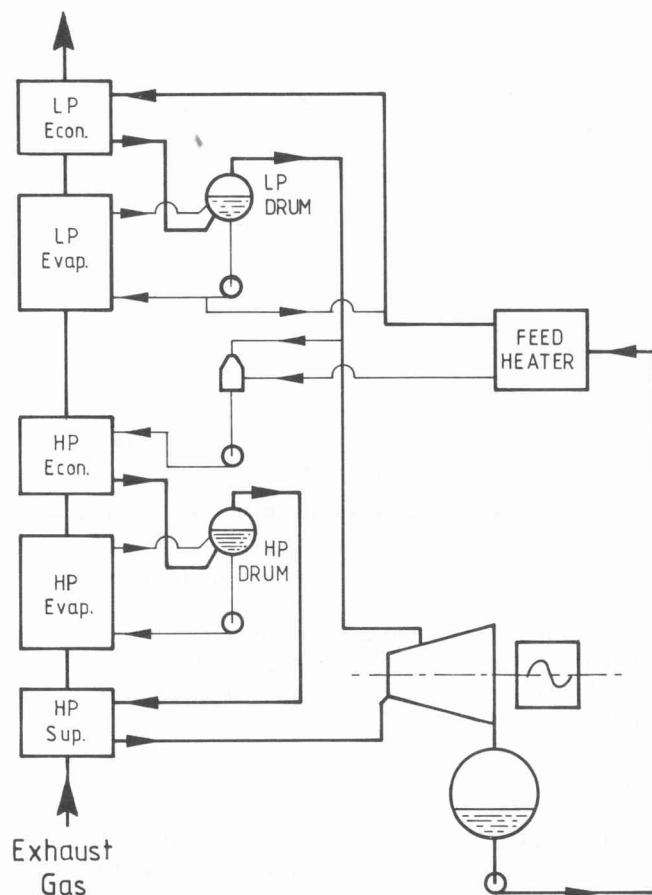 LP
Econ.
LP
DRUM
LP
Evap.
FEED
HEATER
HP
Econ.
HP
DRUM
HP
Evap.
HP
Sup.
Exhaust
Gas